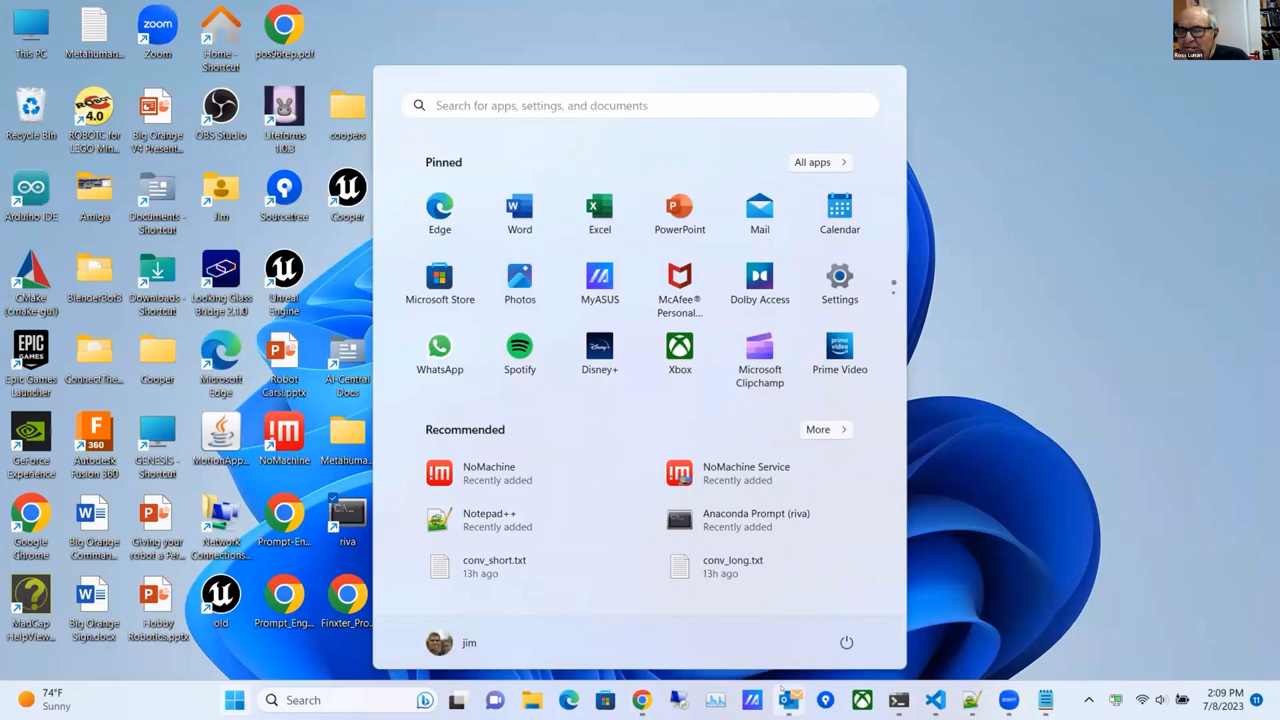 This PC
Metahuman...
Zoom
Home - Shortcut
pos96rep.pdf
Ross Lunan
Recycle Bin
ROBOTC for LEGO Min...
Big Orange V4 Present...
OBS Studio
Liteforms 1.0.3
coopers
Arduino IDE
Amiga
Documents - Shortcut
Jim
Sourcetree
Cooper
CMake (cmake-gui)
BlenderBot3
Downloads - Shortcut
Looking Glass Bridge 2.1.0
Unreal Engine
Epic Games Launcher
ConnectThe...
Cooper
Microsoft Edge
Robot Cars.pptx
AI-Central Docs
GeForce Experience
Autodesk Fusion 360
GENESIS - Shortcut
MotionApp...
NoMachine
Metahuma...
Google Chrome
Big Orange Comman...
Giving your robot a Per...
Network Connections...
Prompt-En...
riva
MadCap HelpView...
Big Orange Sign.docx
Hobby Robotics.pptx
old
Prompt_Eng...
Finxter_Pro...
Search for apps, settings, and documents
Pinned
All apps
Edge
Word
Excel
PowerPoint
Mail
Calendar
Microsoft Store
Photos
MyASUS
McAfee® Personal...
Dolby Access
Settings
WhatsApp
Spotify
Disney+
Xbox
Microsoft Clipchamp
Prime Video
Recommended
More
NoMachine
Recently added
NoMachine Service
Recently added
Notepad++
Recently added
Anaconda Prompt (riva)
Recently added
conv_short.txt
13h ago
conv_long.txt
13h ago
jim
74°F
Sunny
Search
2:09 PM
7/8/2023